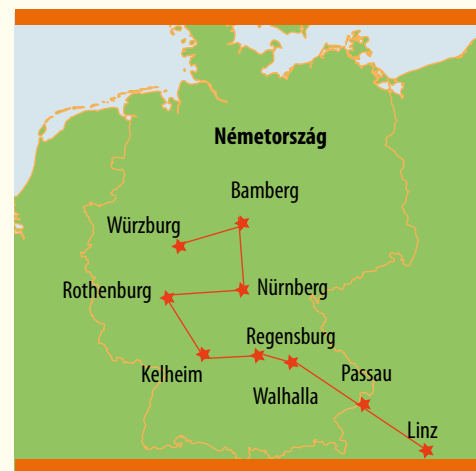 Németország
Bamberg
Würzburg
Rothenburg
Nürnberg
Regensburg
Kelheim
Walhalla
Passau
Linz